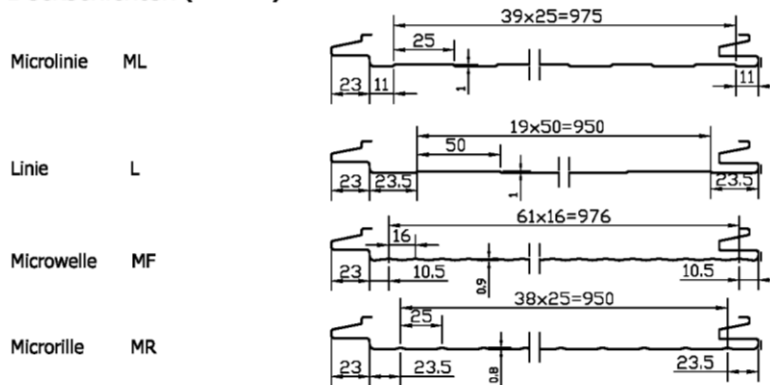 39x25=975
25
Microlinie ML
23 11 1 11
19x50=950
50
Linie L
23 23.5 1 23.5
61x16=976
16
Microwelle MF
23 10.5 0.9 10.5
38x25=950
25
Microrille MR
23 23.5 0.8 23.5